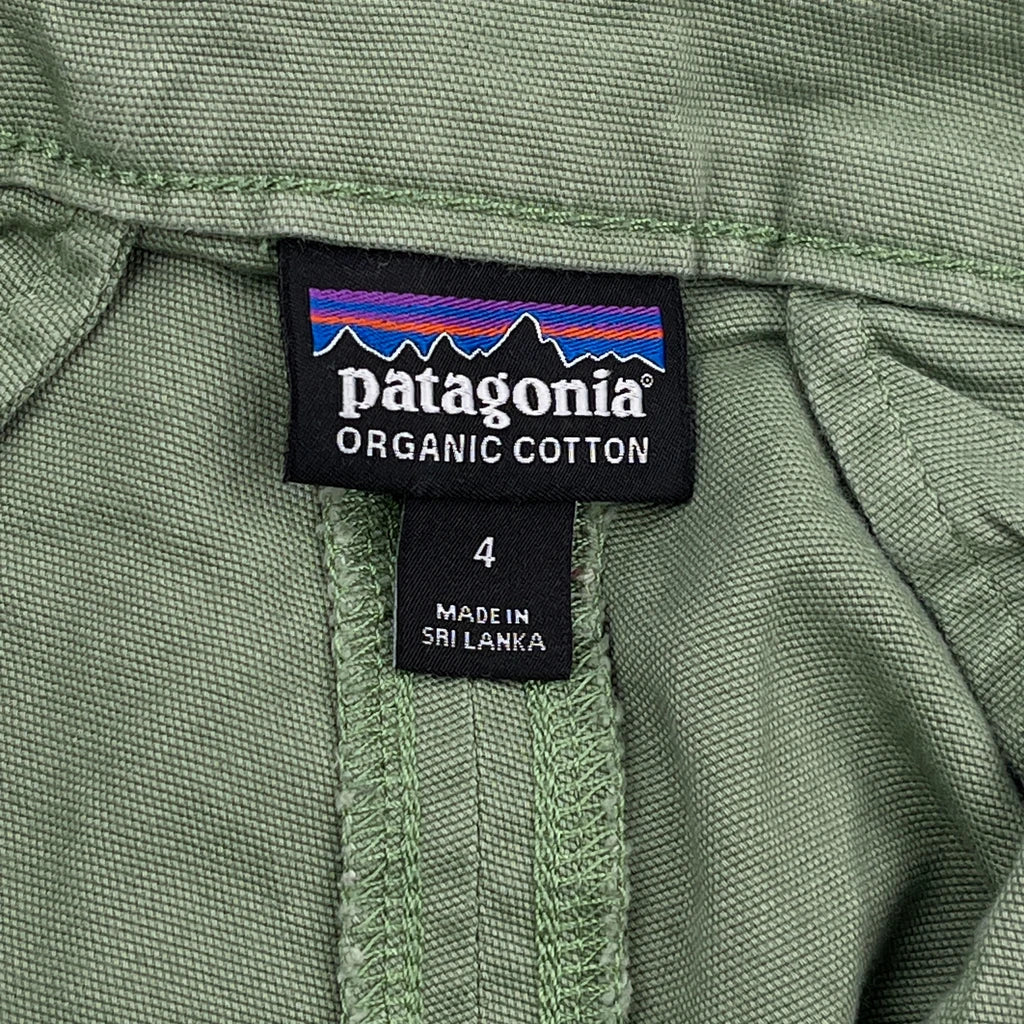 patagonia®
ORGANIC COTTON
4
MADE IN
SRI LANKA